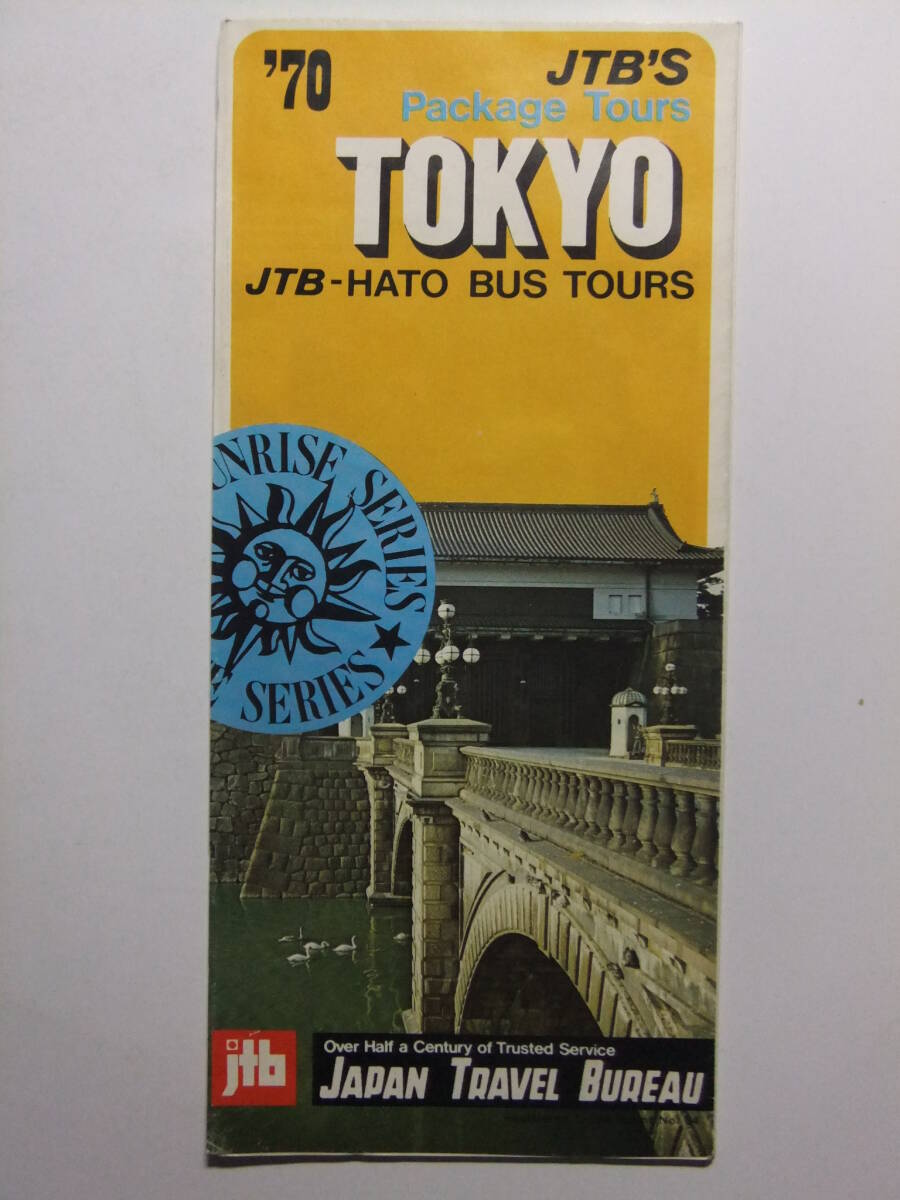 '70
JTB'S
Package Tours
TOKYO
JTB-HATO BUS TOURS
UNRISE SERIES
E SERIES
jtb
Over Half a Century of Trusted Service
JAPAN TRAVEL BUREAU